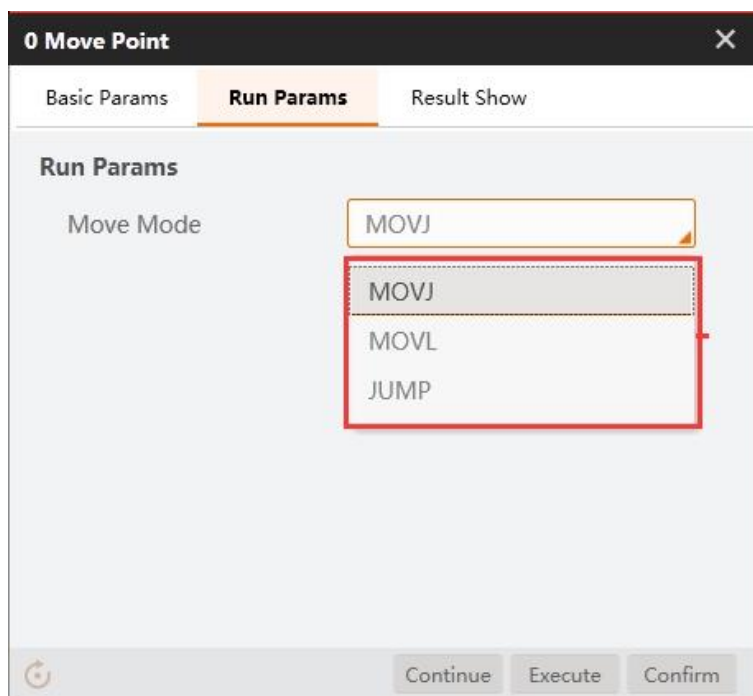 0 Move Point
Basic Params Run Params Result Show
Run Params
Move Mode MOVJ
MOVJ
MOVL
JUMP
Continue Execute Confirm